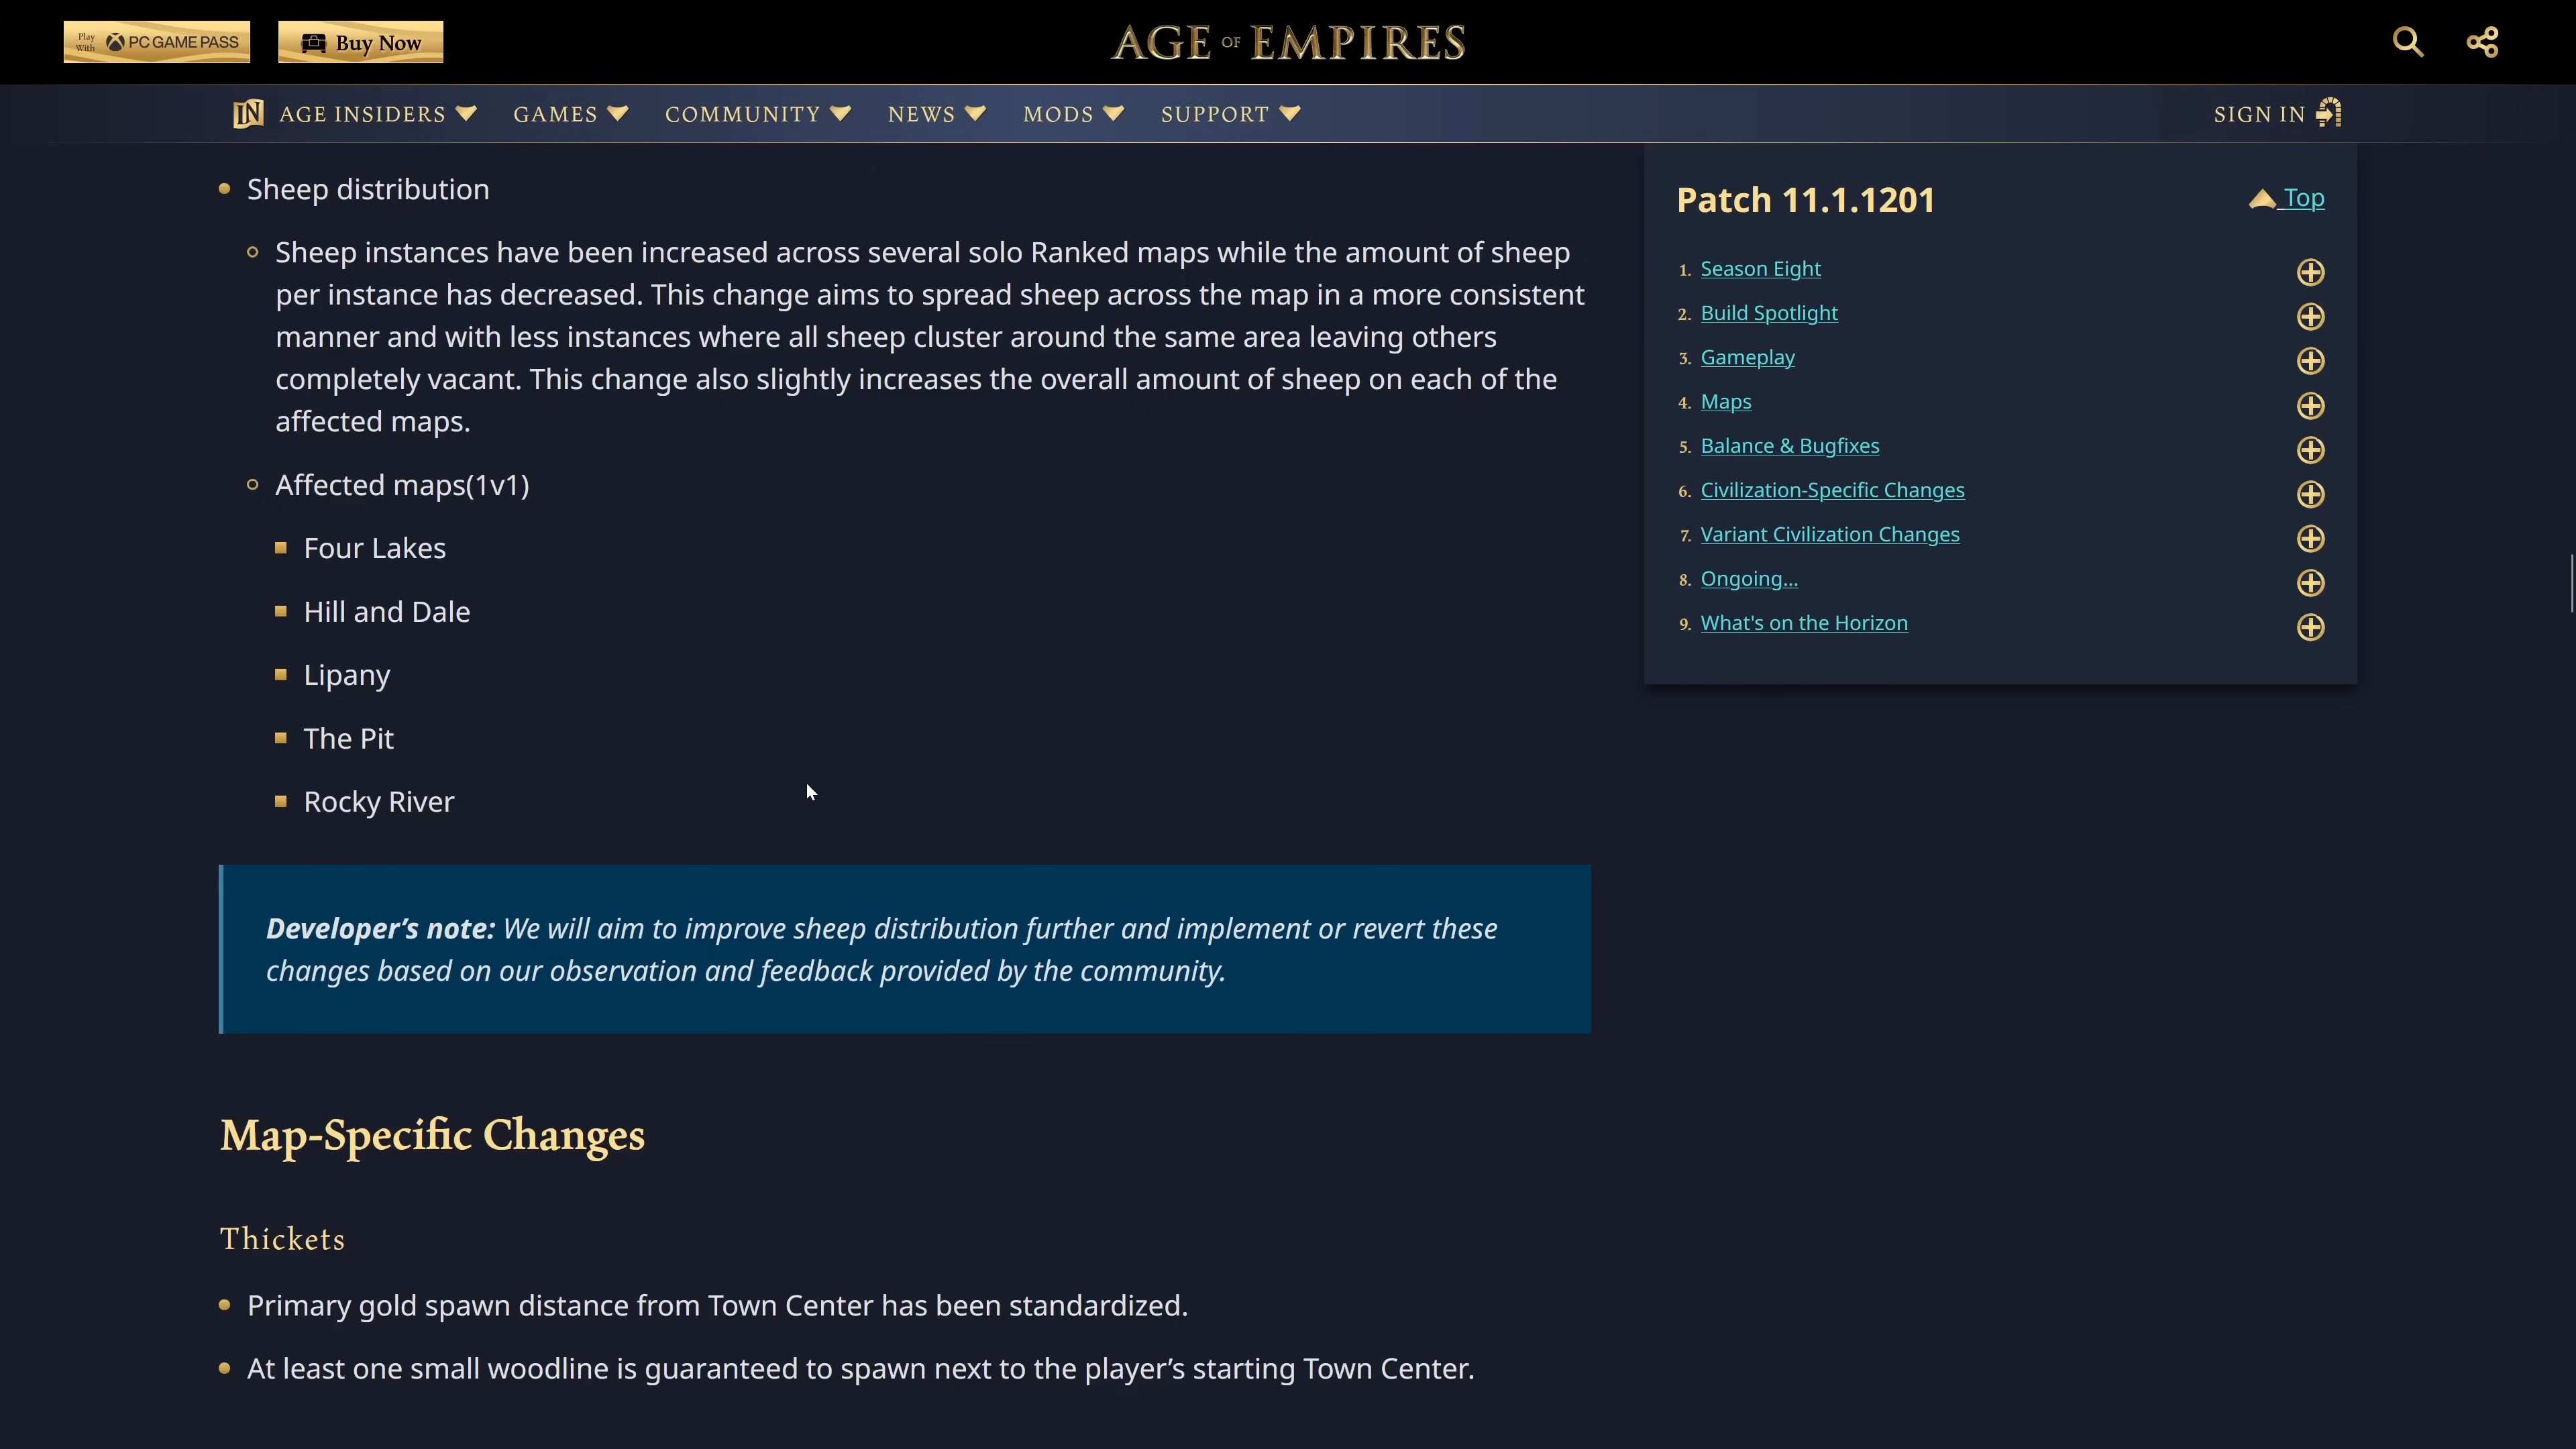 Play With PC GAME PASS
Buy Now
AGE OF EMPIRES
AGE INSIDERS
GAMES
COMMUNITY
NEWS
MODS
SUPPORT
SIGN IN
Sheep distribution
Sheep instances have been increased across several solo Ranked maps while the amount of sheep
per instance has decreased. This change aims to spread sheep across the map in a more consistent
manner and with less instances where all sheep cluster around the same area leaving others
completely vacant. This change also slightly increases the overall amount of sheep on each of the
affected maps.
Affected maps(1v1)
Four Lakes
Hill and Dale
Lipany
The Pit
Rocky River
Developer’s note: We will aim to improve sheep distribution further and implement or revert these
changes based on our observation and feedback provided by the community.
Map-Specific Changes
Thickets
Primary gold spawn distance from Town Center has been standardized.
At least one small woodline is guaranteed to spawn next to the player’s starting Town Center.
Patch 11.1.1201
Top
1. Season Eight
2. Build Spotlight
3. Gameplay
4. Maps
5. Balance & Bugfixes
6. Civilization-Specific Changes
7. Variant Civilization Changes
8. Ongoing...
9. What's on the Horizon